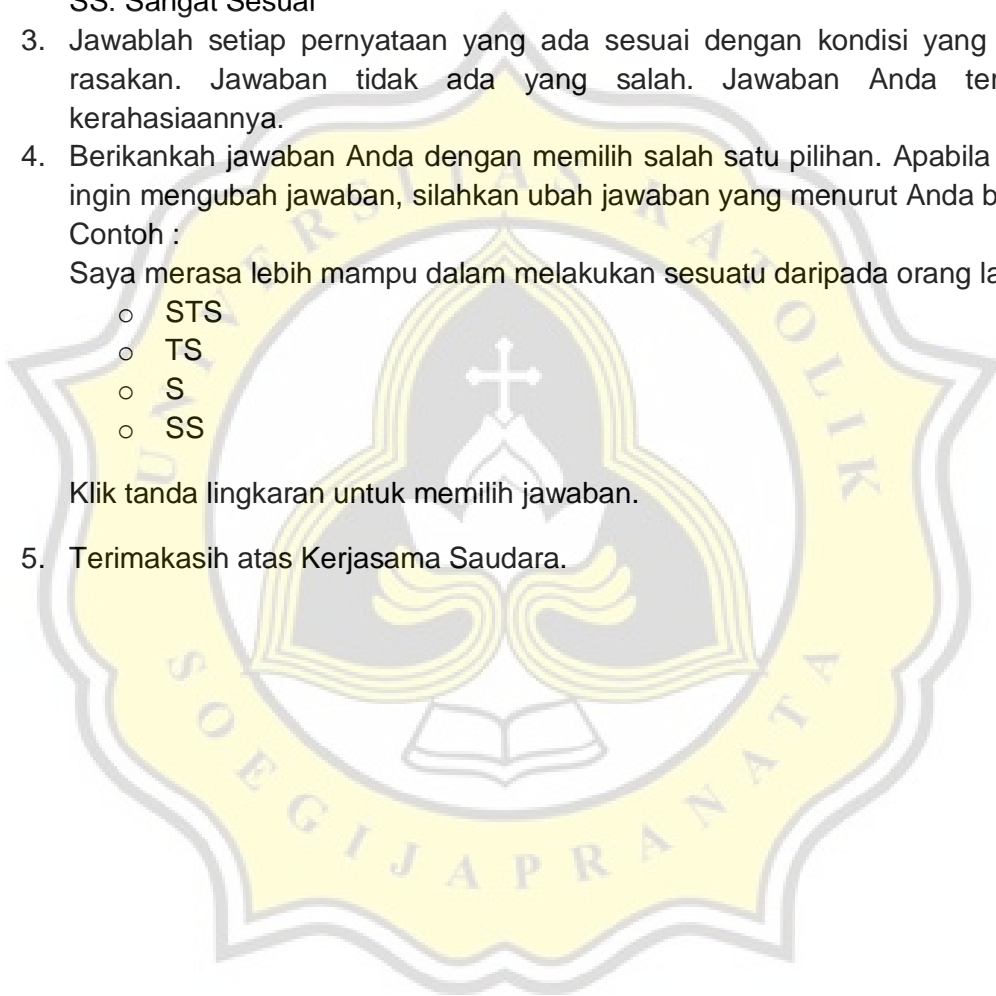 SS: Sangat Sesuai
3. Jawablah setiap pernyataan yang ada sesuai dengan kondisi yang
rasakan. Jawaban tidak ada yang salah. Jawaban Anda
kerahasiaannya.
4. Berikankah jawaban Anda dengan memilih salah satu pilihan. Apabila
ingin mengubah jawaban, silahkan ubah jawaban yang menurut Anda
Contoh :
Saya merasa lebih mampu dalam melakukan sesuatu daripada orang
o STS
o TS
o S
o SS
Klik tanda lingkaran untuk memilih jawaban.
5. Terimakasih atas Kerjasama Saudara.
UNIVERSITAS KATOLIK
SOEGIJAPRANATA